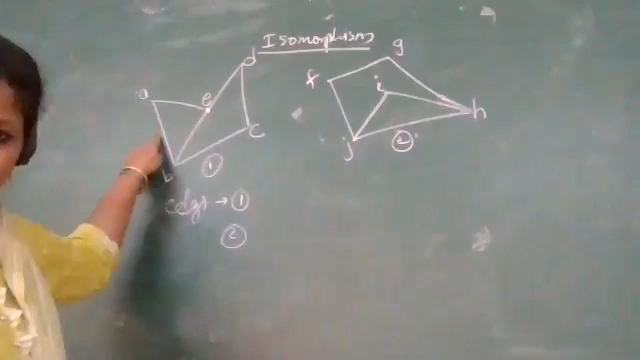 Isomorphism
d
g
a
e
f
i
h
c
j
b
①
②
edges → ①
②